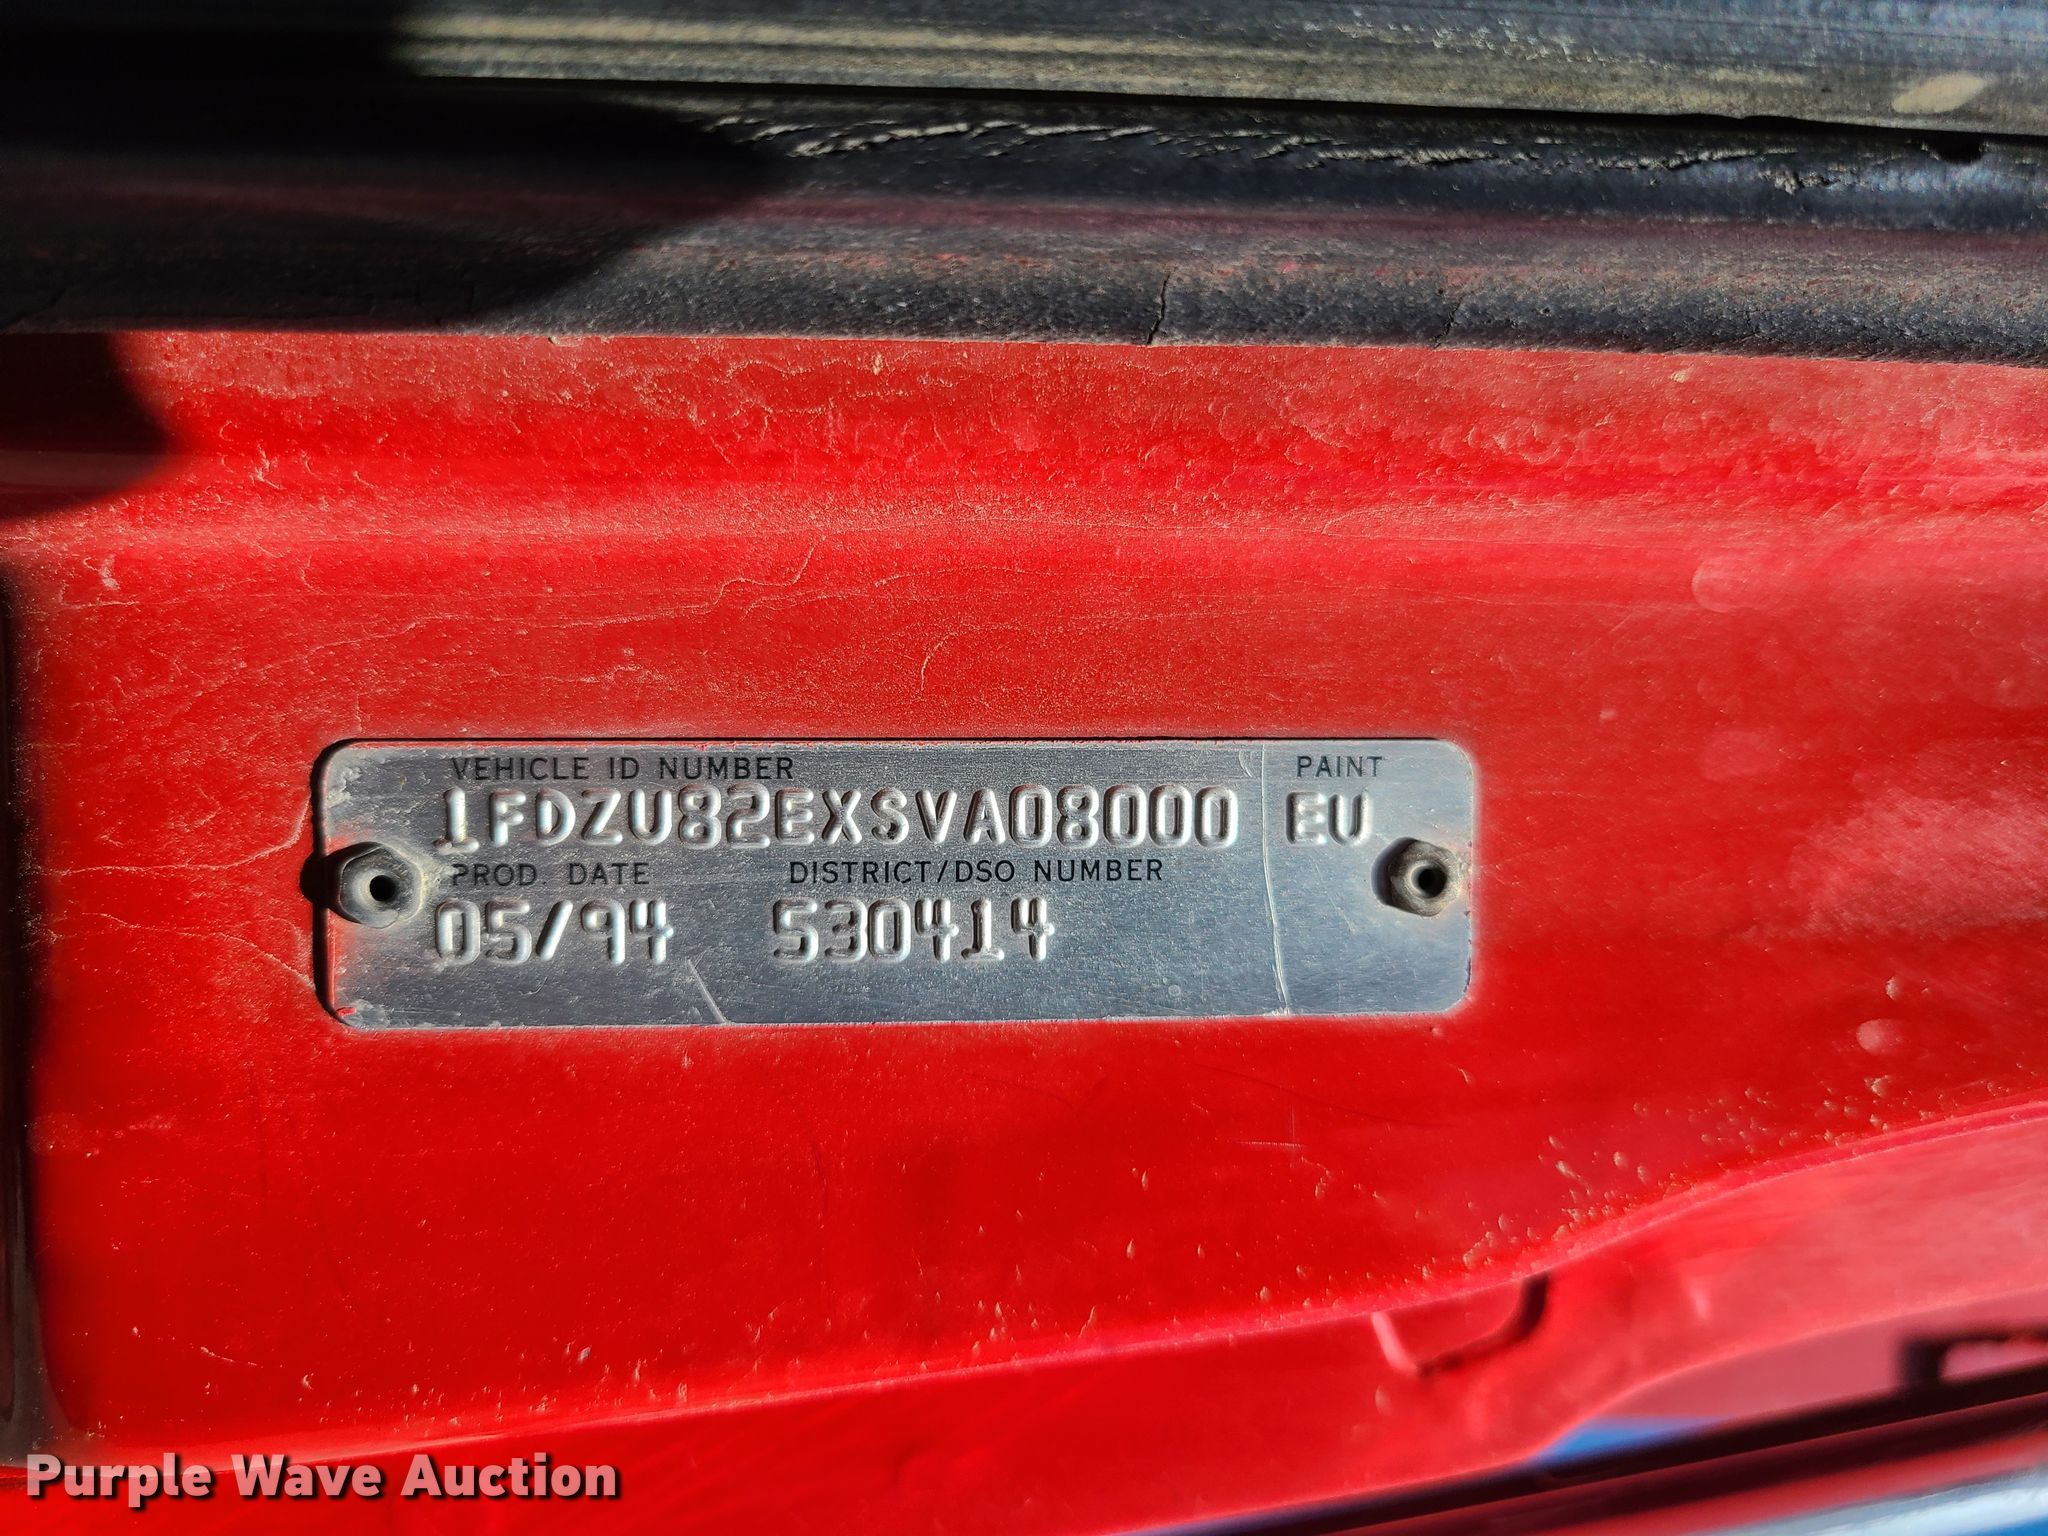 VEHICLE ID NUMBER PAINT
1FDZU82EXSVA08000 EU
PROD. DATE DISTRICT/DSO NUMBER
05/94 530414
Purple Wave Auction